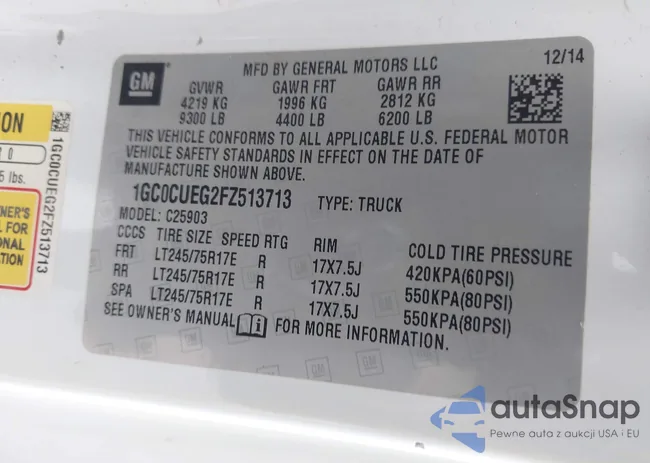 MFD BY GENERAL MOTORS LLC 12/14
GM
GVWR GAWR FRT GAWR RR
4219 KG 1996 KG 2812 KG
9300 LB 4400 LB 6200 LB
THIS VEHICLE CONFORMS TO ALL APPLICABLE U.S. FEDERAL MOTOR
VEHICLE SAFETY STANDARDS IN EFFECT ON THE DATE OF
MANUFACTURE SHOWN ABOVE.
1GC0CUEG2FZ513713 TYPE: TRUCK
MODEL: C25903
CCCS TIRE SIZE SPEED RTG RIM COLD TIRE PRESSURE
FRT LT245/75R17E R 17X7.5J 420KPA(60PSI)
RR LT245/75R17E R 17X7.5J 550KPA(80PSI)
SPA LT245/75R17E R 17X7.5J 550KPA(80PSI)
SEE OWNER'S MANUAL FOR MORE INFORMATION.
1GC0CUEG2FZ513713
lbs.
FOR
autaSnap
Pewne auta z aukcji USA i EU